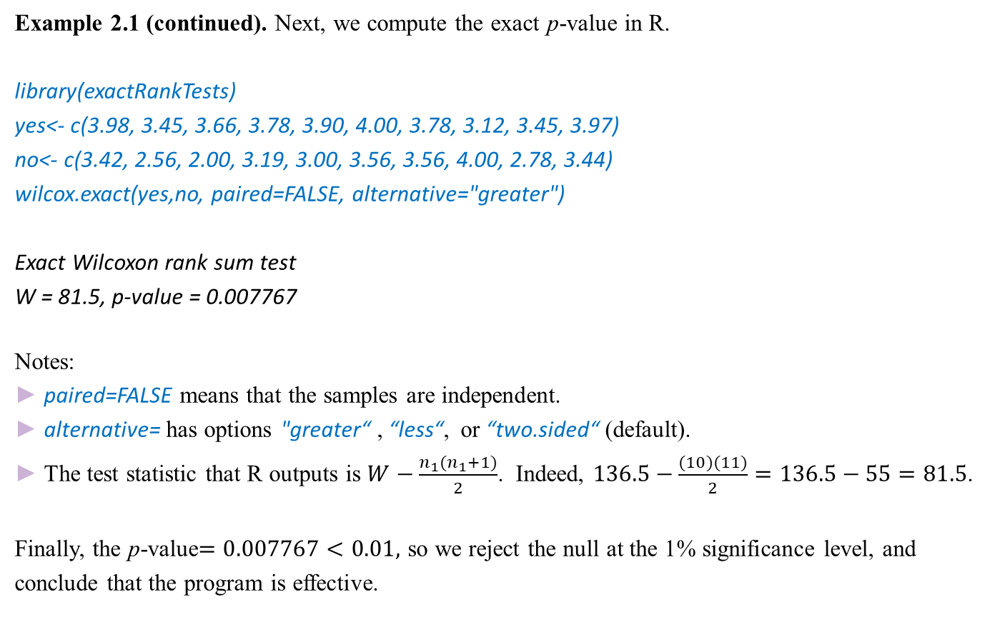 Example 2.1 (continued). Next, we compute the exact p-value in R.
library(exactRankTests)
yes<- c(3.98, 3.45, 3.66, 3.78, 3.90, 4.00, 3.78, 3.12, 3.45, 3.97)
no<- c(3.42, 2.56, 2.00, 3.19, 3.00, 3.56, 3.56, 4.00, 2.78, 3.44)
wilcox.exact(yes,no, paired=FALSE, alternative="greater")
Exact Wilcoxon rank sum test
W = 81.5, p-value = 0.007767
Notes:
► paired=FALSE means that the samples are independent.
► alternative= has options "greater“ , “less“, or “two.sided“ (default).
► The test statistic that R outputs is W − n₁(n₁+1)/2. Indeed, 136.5 − (10)(11)/2 = 136.5 − 55 = 81.5.
Finally, the p-value= 0.007767 < 0.01, so we reject the null at the 1% significance level, and
conclude that the program is effective.